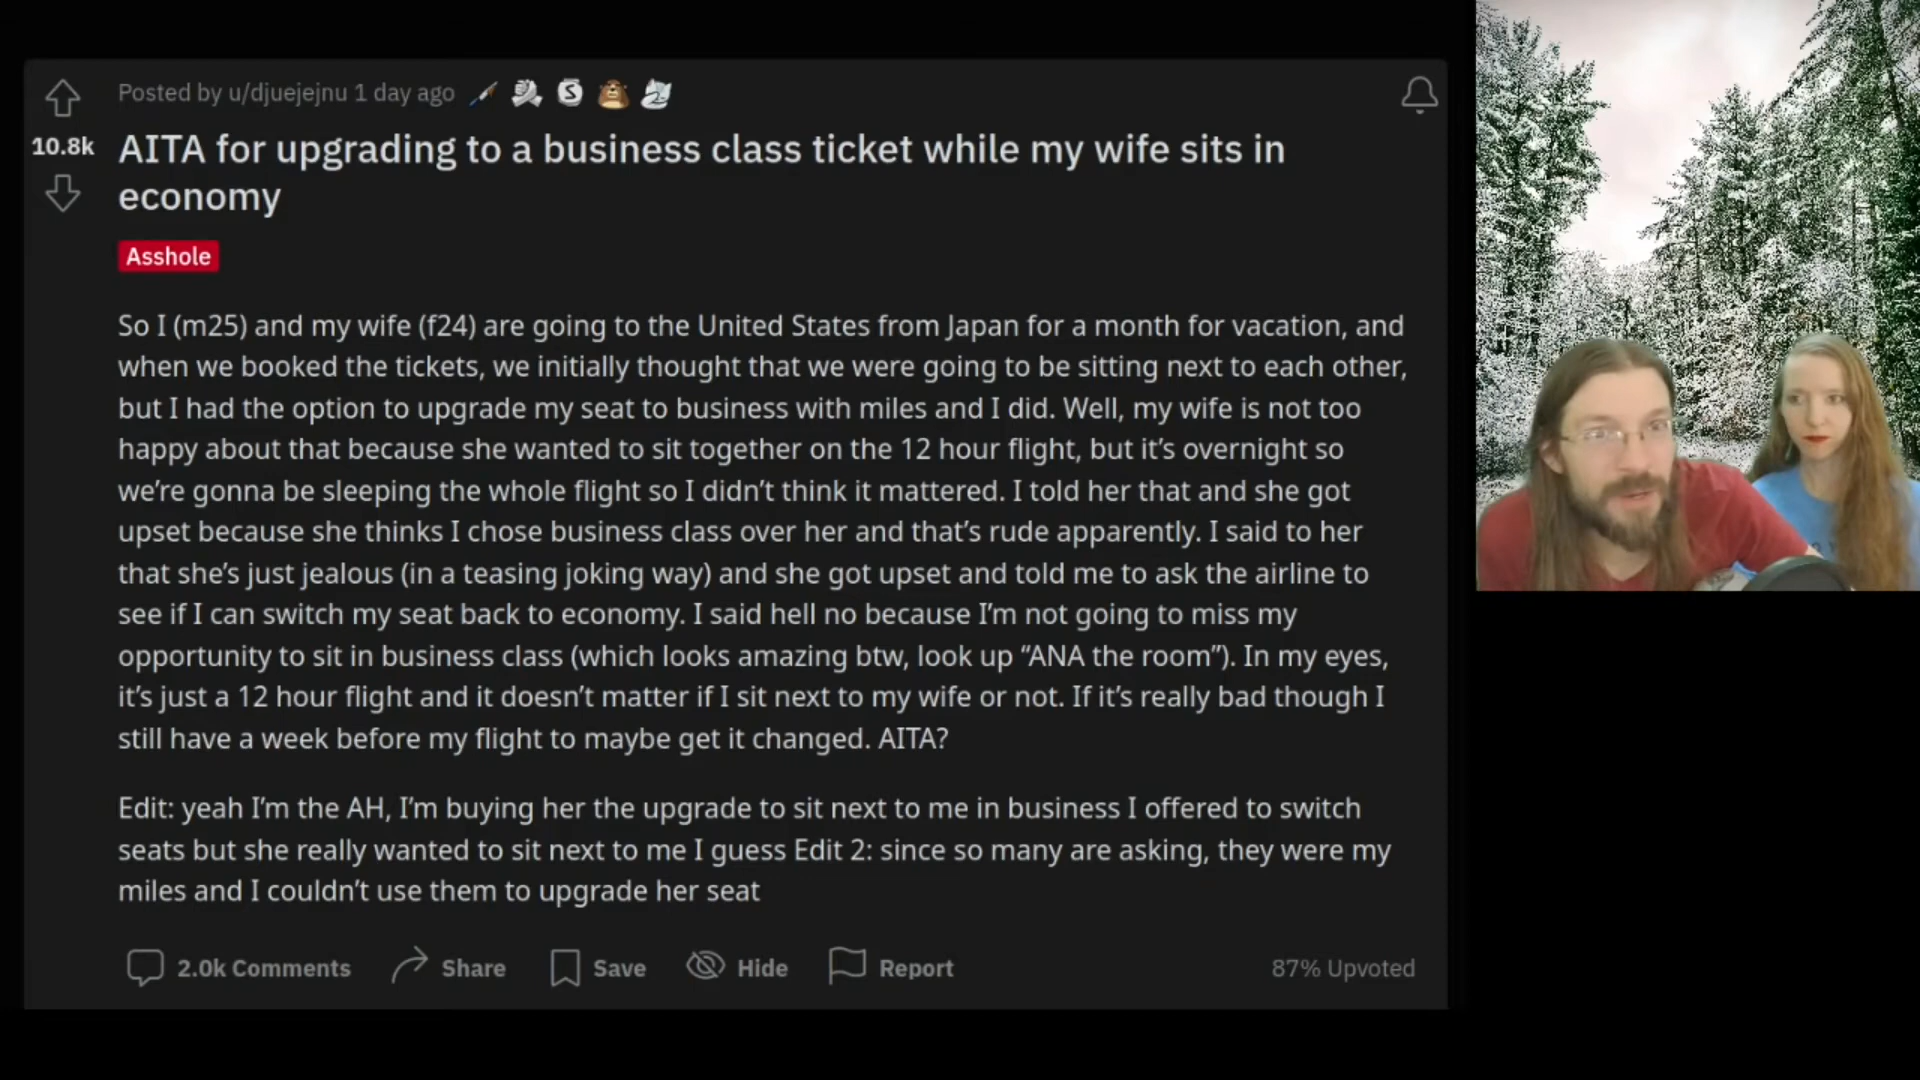 Posted by u/djuejejnu 1 day ago
10.8k
AITA for upgrading to a business class ticket while my wife sits in
economy
Asshole
So I (m25) and my wife (f24) are going to the United States from Japan for a month for vacation, and
when we booked the tickets, we initially thought that we were going to be sitting next to each other,
but I had the option to upgrade my seat to business with miles and I did. Well, my wife is not too
happy about that because she wanted to sit together on the 12 hour flight, but it’s overnight so
we’re gonna be sleeping the whole flight so I didn’t think it mattered. I told her that and she got
upset because she thinks I chose business class over her and that’s rude apparently. I said to her
that she’s just jealous (in a teasing joking way) and she got upset and told me to ask the airline to
see if I can switch my seat back to economy. I said hell no because I’m not going to miss my
opportunity to sit in business class (which looks amazing btw, look up “ANA the room”). In my eyes,
it’s just a 12 hour flight and it doesn’t matter if I sit next to my wife or not. If it’s really bad though I
still have a week before my flight to maybe get it changed. AITA?
Edit: yeah I’m the AH, I’m buying her the upgrade to sit next to me in business I offered to switch
seats but she really wanted to sit next to me I guess Edit 2: since so many are asking, they were my
miles and I couldn’t use them to upgrade her seat
2.0k Comments Share Save Hide Report 87% Upvoted